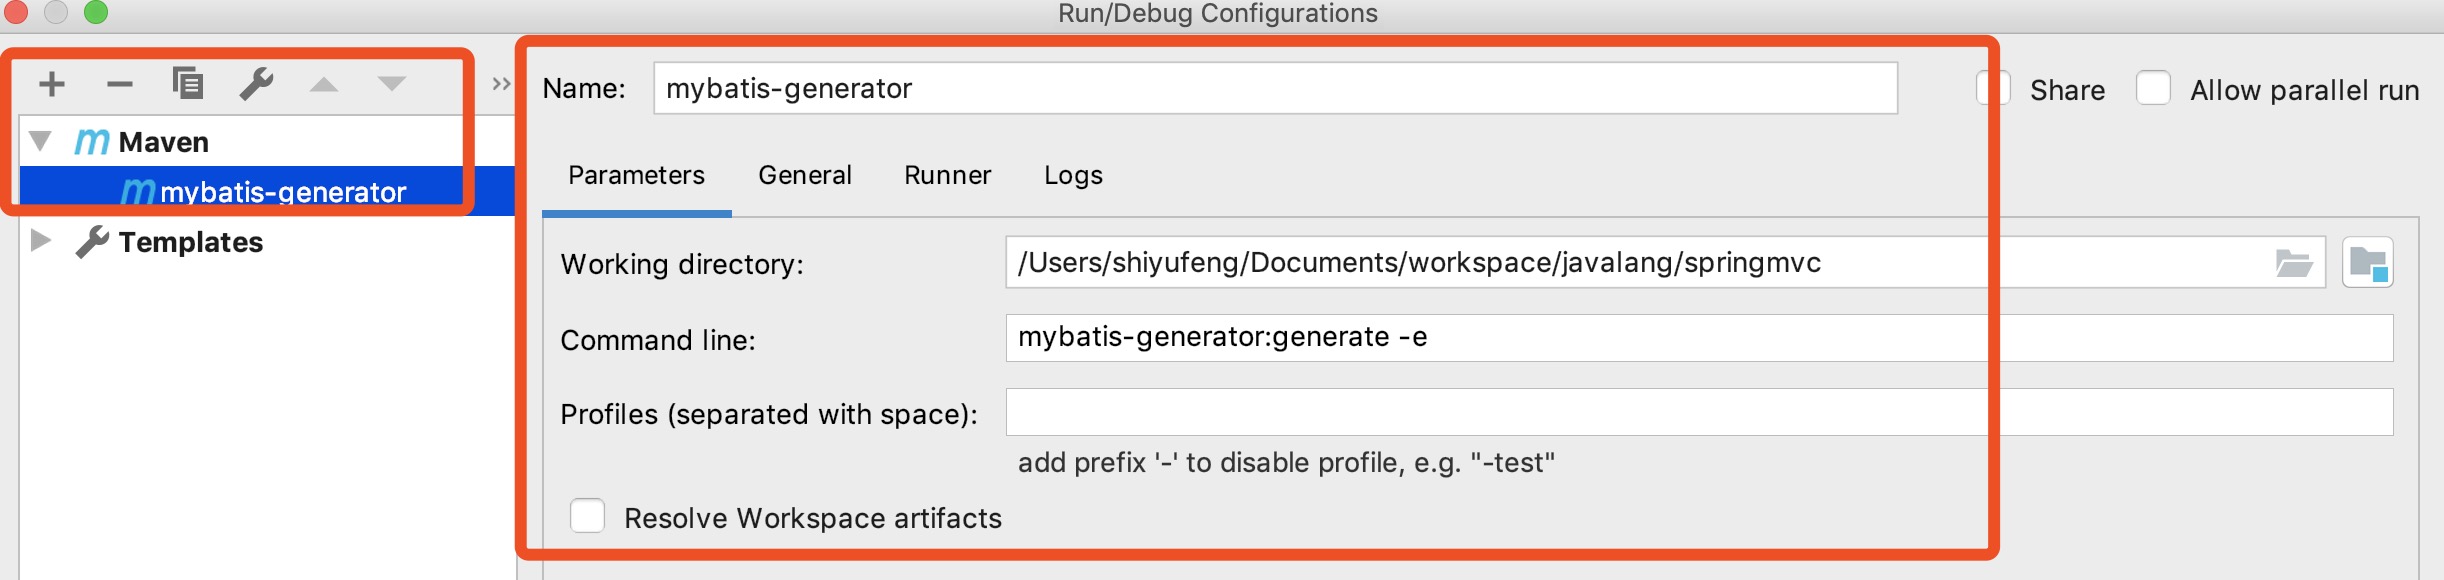 Run/Debug Configurations
Name: mybatis-generator
Share
Allow parallel run
Maven
mybatis-generator
Templates
Parameters General Runner Logs
Working directory: /Users/shiyufeng/Documents/workspace/javalang/springmvc
Command line: mybatis-generator:generate -e
Profiles (separated with space):
add prefix '-' to disable profile, e.g. "-test"
Resolve Workspace artifacts